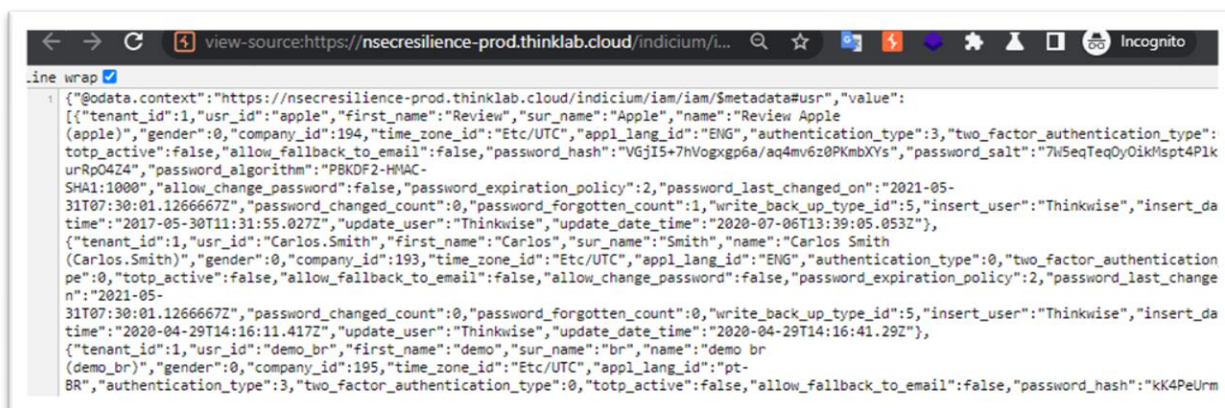 view-source:https://nsecresilience-prod.thinklab.cloud/indicium/i... Incognito
ine wrap
1 {"@odata.context":"https://nsecresilience-prod.thinklab.cloud/indicium/iam/iam/$metadata#usr","value":
[{"tenant_id":1,"usr_id":"apple","first_name":"Review","sur_name":"Apple","name":"Review Apple
(apple)","gender":0,"company_id":194,"time_zone_id":"Etc/UTC","appl_lang_id":"ENG","authentication_type":3,"two_factor_authentication_type":
totp_active":false,"allow_fallback_to_email":false,"password_hash":"VGjI5+7hVogxgp6a/aq4mv6z0PKmbXYs","password_salt":"7W5eqTeqOyOikMspt4Plk
urRpO4Z4","password_algorithm":"PBKDF2-HMAC-
SHA1:1000","allow_change_password":false,"password_expiration_policy":2,"password_last_changed_on":"2021-05-
31T07:30:01.1266667Z","password_changed_count":0,"password_forgotten_count":1,"write_back_up_type_id":5,"insert_user":"Thinkwise","insert_da
time":"2017-05-30T11:31:55.027Z","update_user":"Thinkwise","update_date_time":"2020-07-06T13:39:05.053Z"},
{"tenant_id":1,"usr_id":"Carlos.Smith","first_name":"Carlos","sur_name":"Smith","name":"Carlos Smith
(Carlos.Smith)","gender":0,"company_id":193,"time_zone_id":"Etc/UTC","appl_lang_id":"ENG","authentication_type":0,"two_factor_authentication
pe":0,"totp_active":false,"allow_fallback_to_email":false,"allow_change_password":false,"password_expiration_policy":2,"password_last_change
n":"2021-05-
31T07:30:01.1266667Z","password_changed_count":0,"password_forgotten_count":0,"write_back_up_type_id":5,"insert_user":"Thinkwise","insert_da
time":"2020-04-29T14:16:11.417Z","update_user":"Thinkwise","update_date_time":"2020-04-29T14:16:41.29Z"},
{"tenant_id":1,"usr_id":"demo_br","first_name":"demo","sur_name":"br","name":"demo br
(demo_br)","gender":0,"company_id":195,"time_zone_id":"Etc/UTC","appl_lang_id":"pt-
BR","authentication_type":3,"two_factor_authentication_type":0,"totp_active":false,"allow_fallback_to_email":false,"password_hash":"kK4PeUrm